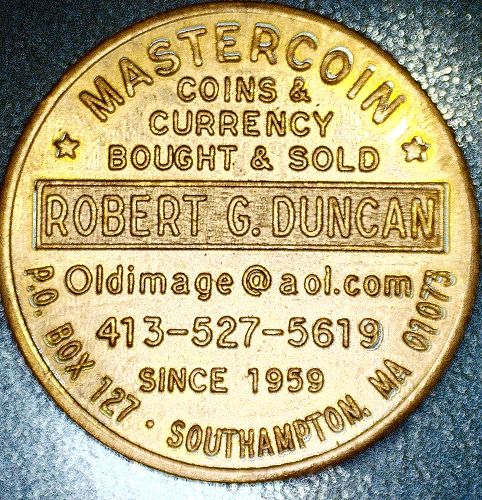 MASTERCOIN
COINS &
CURRENCY
BOUGHT & SOLD
ROBERT G. DUNCAN
Oldimage@aol.com
413-527-5619
SINCE 1959
P.O. BOX 127 · SOUTHAMPTON, MA 01073